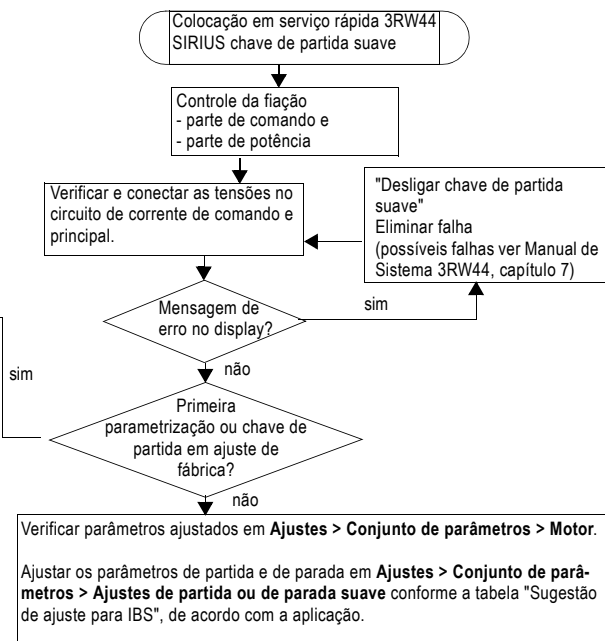 Colocação em serviço rápida 3RW44
SIRIUS chave de partida suave
Controle da fiação
- parte de comando e
- parte de potência
Verificar e conectar as tensões no
circuito de corrente de comando e
principal.
"Desligar chave de partida
suave"
Eliminar falha
(possíveis falhas ver Manual de
Sistema 3RW44, capítulo 7)
Mensagem de
erro no display?
sim
não
sim
Primeira
parametrização ou chave de
partida em ajuste de
fábrica?
não
Verificar parâmetros ajustados em Ajustes > Conjunto de parâmetros > Motor.
Ajustar os parâmetros de partida e de parada em Ajustes > Conjunto de parâ-
metros > Ajustes de partida ou de parada suave conforme a tabela "Sugestão
de ajuste para IBS", de acordo com a aplicação.